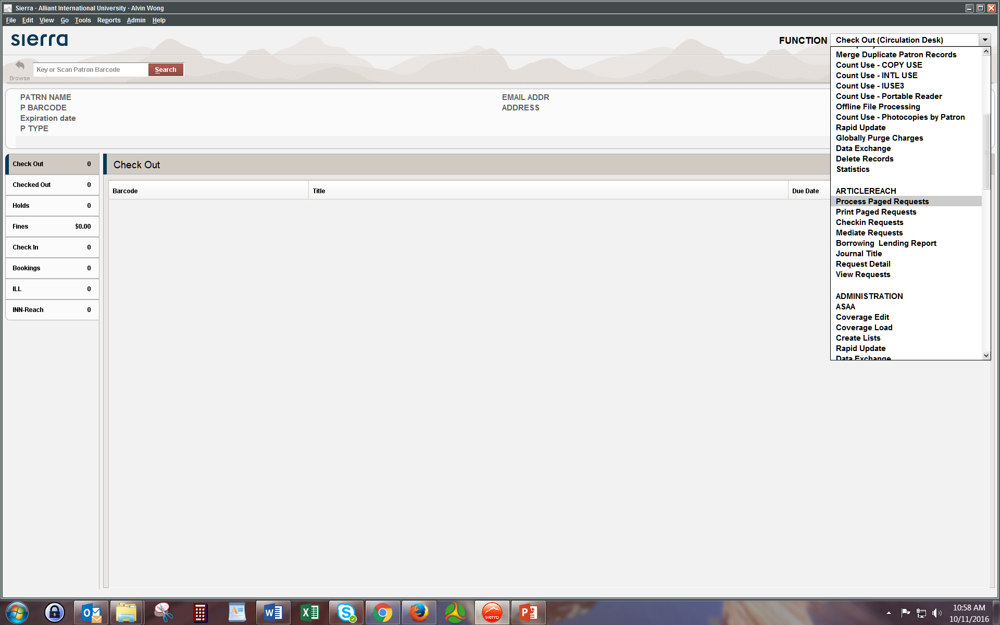 Sierra · Alliant International University · Alvin Wong
File Edit View Go Tools Reports Admin Help
sierra
FUNCTION Check Out (Circulation Desk)
Browse
Key or Scan Patron Barcode Search
PATRN NAME
P BARCODE
Expiration date
P TYPE
EMAIL ADDR
ADDRESS
Check Out 0
Checked Out 0
Holds 0
Fines $0.00
Check In 0
Bookings 0
ILL 0
INN-Reach 0
Check Out
Barcode Title Due Date
Merge Duplicate Patron Records
Count Use - COPY USE
Count Use - INTL USE
Count Use - IUSE3
Count Use - Portable Reader
Offline File Processing
Count Use - Photocopies by Patron
Rapid Update
Globally Purge Charges
Data Exchange
Delete Records
Statistics
ARTICLEREACH
Process Paged Requests
Print Paged Requests
Checkin Requests
Mediate Requests
Borrowing  Lending Report
Journal Title
Request Detail
View Requests
ADMINISTRATION
ASAA
Coverage Edit
Coverage Load
Create Lists
Rapid Update
Data Exchange
sierra
10:58 AM
10/11/2016